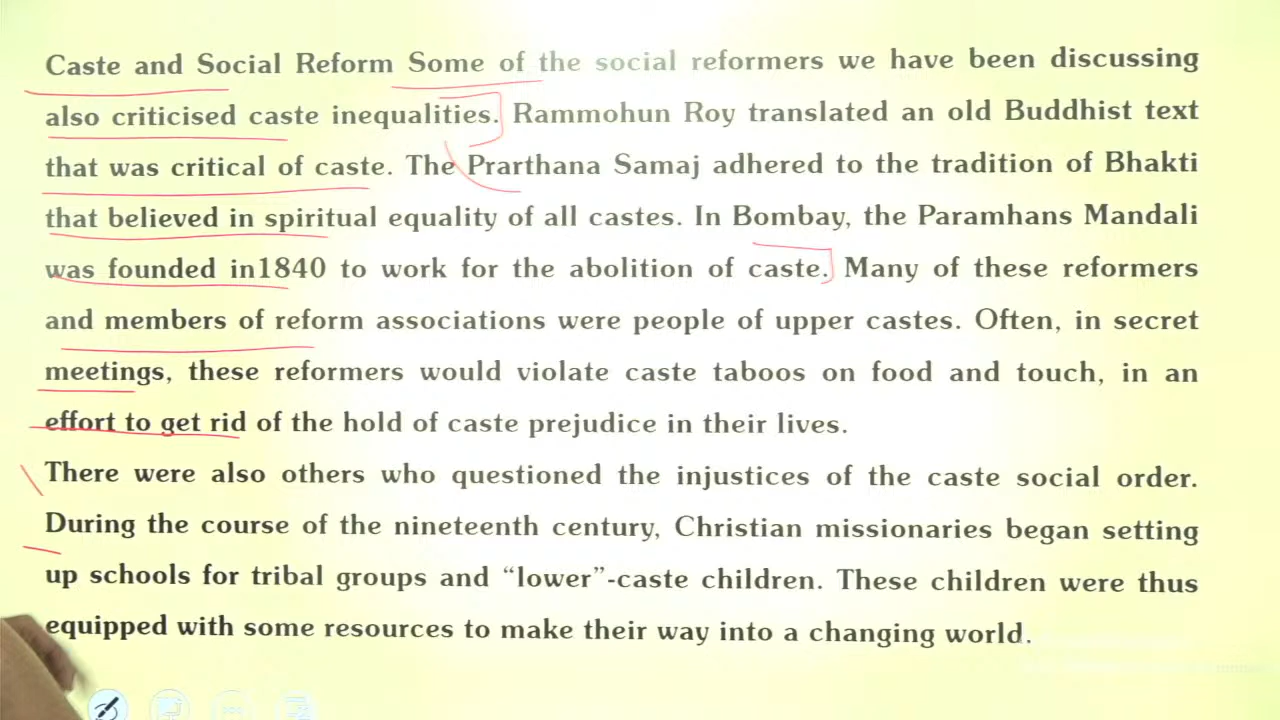 Caste and Social Reform Some of the social reformers we have been discussing
also criticised caste inequalities. Rammohun Roy translated an old Buddhist text
that was critical of caste. The Prarthana Samaj adhered to the tradition of Bhakti
that believed in spiritual equality of all castes. In Bombay, the Paramhans Mandali
was founded in1840 to work for the abolition of caste. Many of these reformers
and members of reform associations were people of upper castes. Often, in secret
meetings, these reformers would violate caste taboos on food and touch, in an
effort to get rid of the hold of caste prejudice in their lives.
There were also others who questioned the injustices of the caste social order.
During the course of the nineteenth century, Christian missionaries began setting
up schools for tribal groups and “lower”-caste children. These children were thus
equipped with some resources to make their way into a changing world.